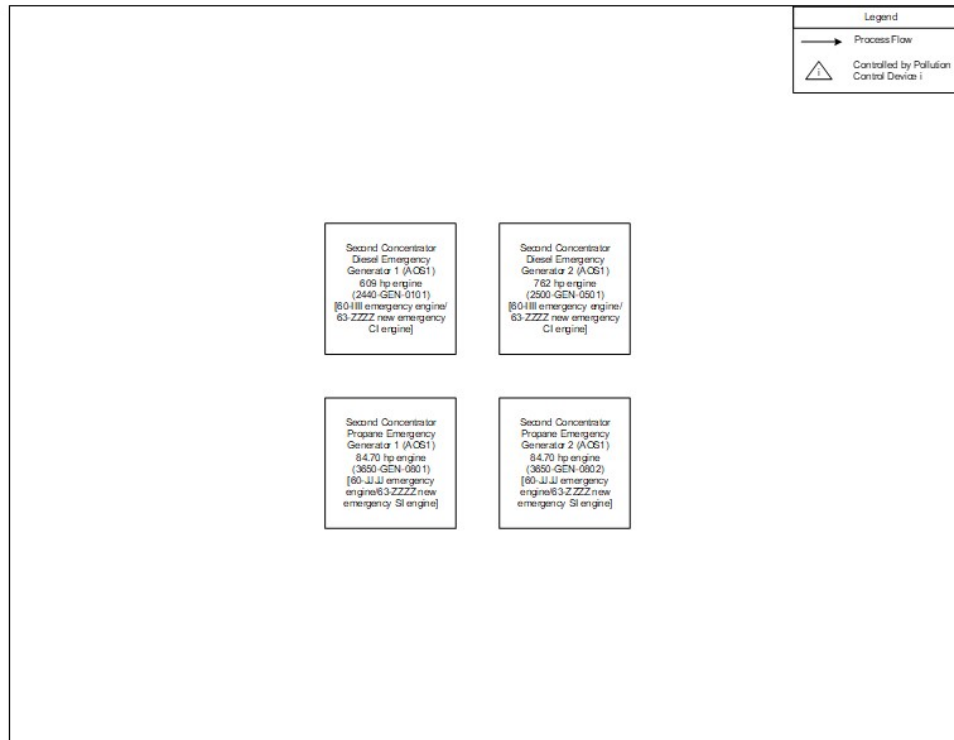 Legend
Process Flow
Controlled by Pollution
Control Device i
i
Second Concentrator
Diesel Emergency
Generator 1 (AOS1)
609 hp engine
(2440-GEN-0101)
[60-IIII emergency engine/
63-ZZZZ new emergency
CI engine]
Second Concentrator
Diesel Emergency
Generator 2 (AOS1)
762 hp engine
(2500-GEN-0501)
[60-IIII emergency engine/
63-ZZZZ new emergency
CI engine]
Second Concentrator
Propane Emergency
Generator 1 (AOS1)
84.70 hp engine
(3650-GEN-0801)
[60-JJJJ emergency
engine/63-ZZZZ new
emergency SI engine]
Second Concentrator
Propane Emergency
Generator 2 (AOS1)
84.70 hp engine
(3650-GEN-0802)
[60-JJJJ emergency
engine/63-ZZZZ new
emergency SI engine]